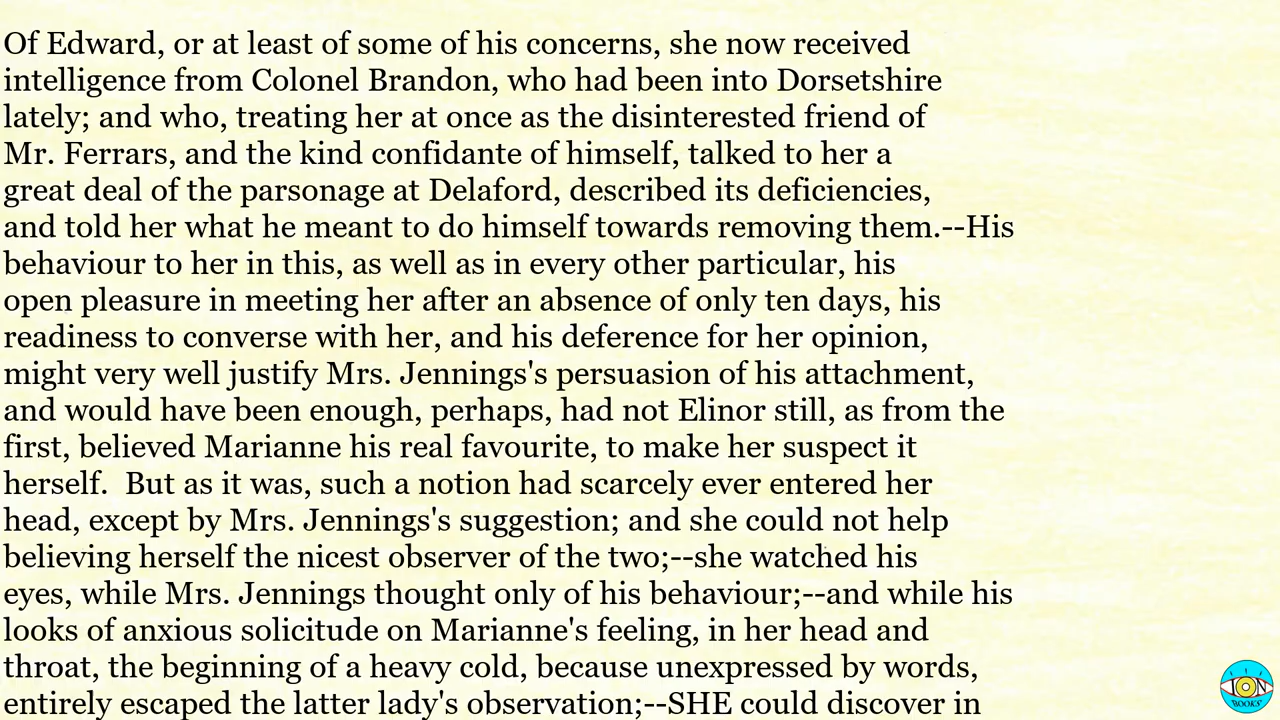 Of Edward, or at least of some of his concerns, she now received
intelligence from Colonel Brandon, who had been into Dorsetshire
lately; and who, treating her at once as the disinterested friend of
Mr. Ferrars, and the kind confidante of himself, talked to her a
great deal of the parsonage at Delaford, described its deficiencies,
and told her what he meant to do himself towards removing them.--His
behaviour to her in this, as well as in every other particular, his
open pleasure in meeting her after an absence of only ten days, his
readiness to converse with her, and his deference for her opinion,
might very well justify Mrs. Jennings's persuasion of his attachment,
and would have been enough, perhaps, had not Elinor still, as from the
first, believed Marianne his real favourite, to make her suspect it
herself.  But as it was, such a notion had scarcely ever entered her
head, except by Mrs. Jennings's suggestion; and she could not help
believing herself the nicest observer of the two;--she watched his
eyes, while Mrs. Jennings thought only of his behaviour;--and while his
looks of anxious solicitude on Marianne's feeling, in her head and
throat, the beginning of a heavy cold, because unexpressed by words,
entirely escaped the latter lady's observation;--SHE could discover in
ION
BOOKS